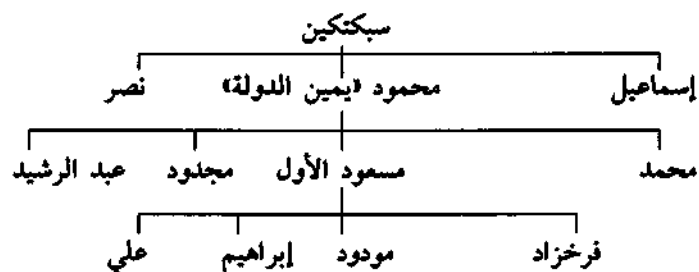 سبكتكين
إسماعيل محمود «يمين الدولة» نصر
محمد مسعود الأول مجدود عبد الرشيد
فرخزاد مودود إبراهيم علي